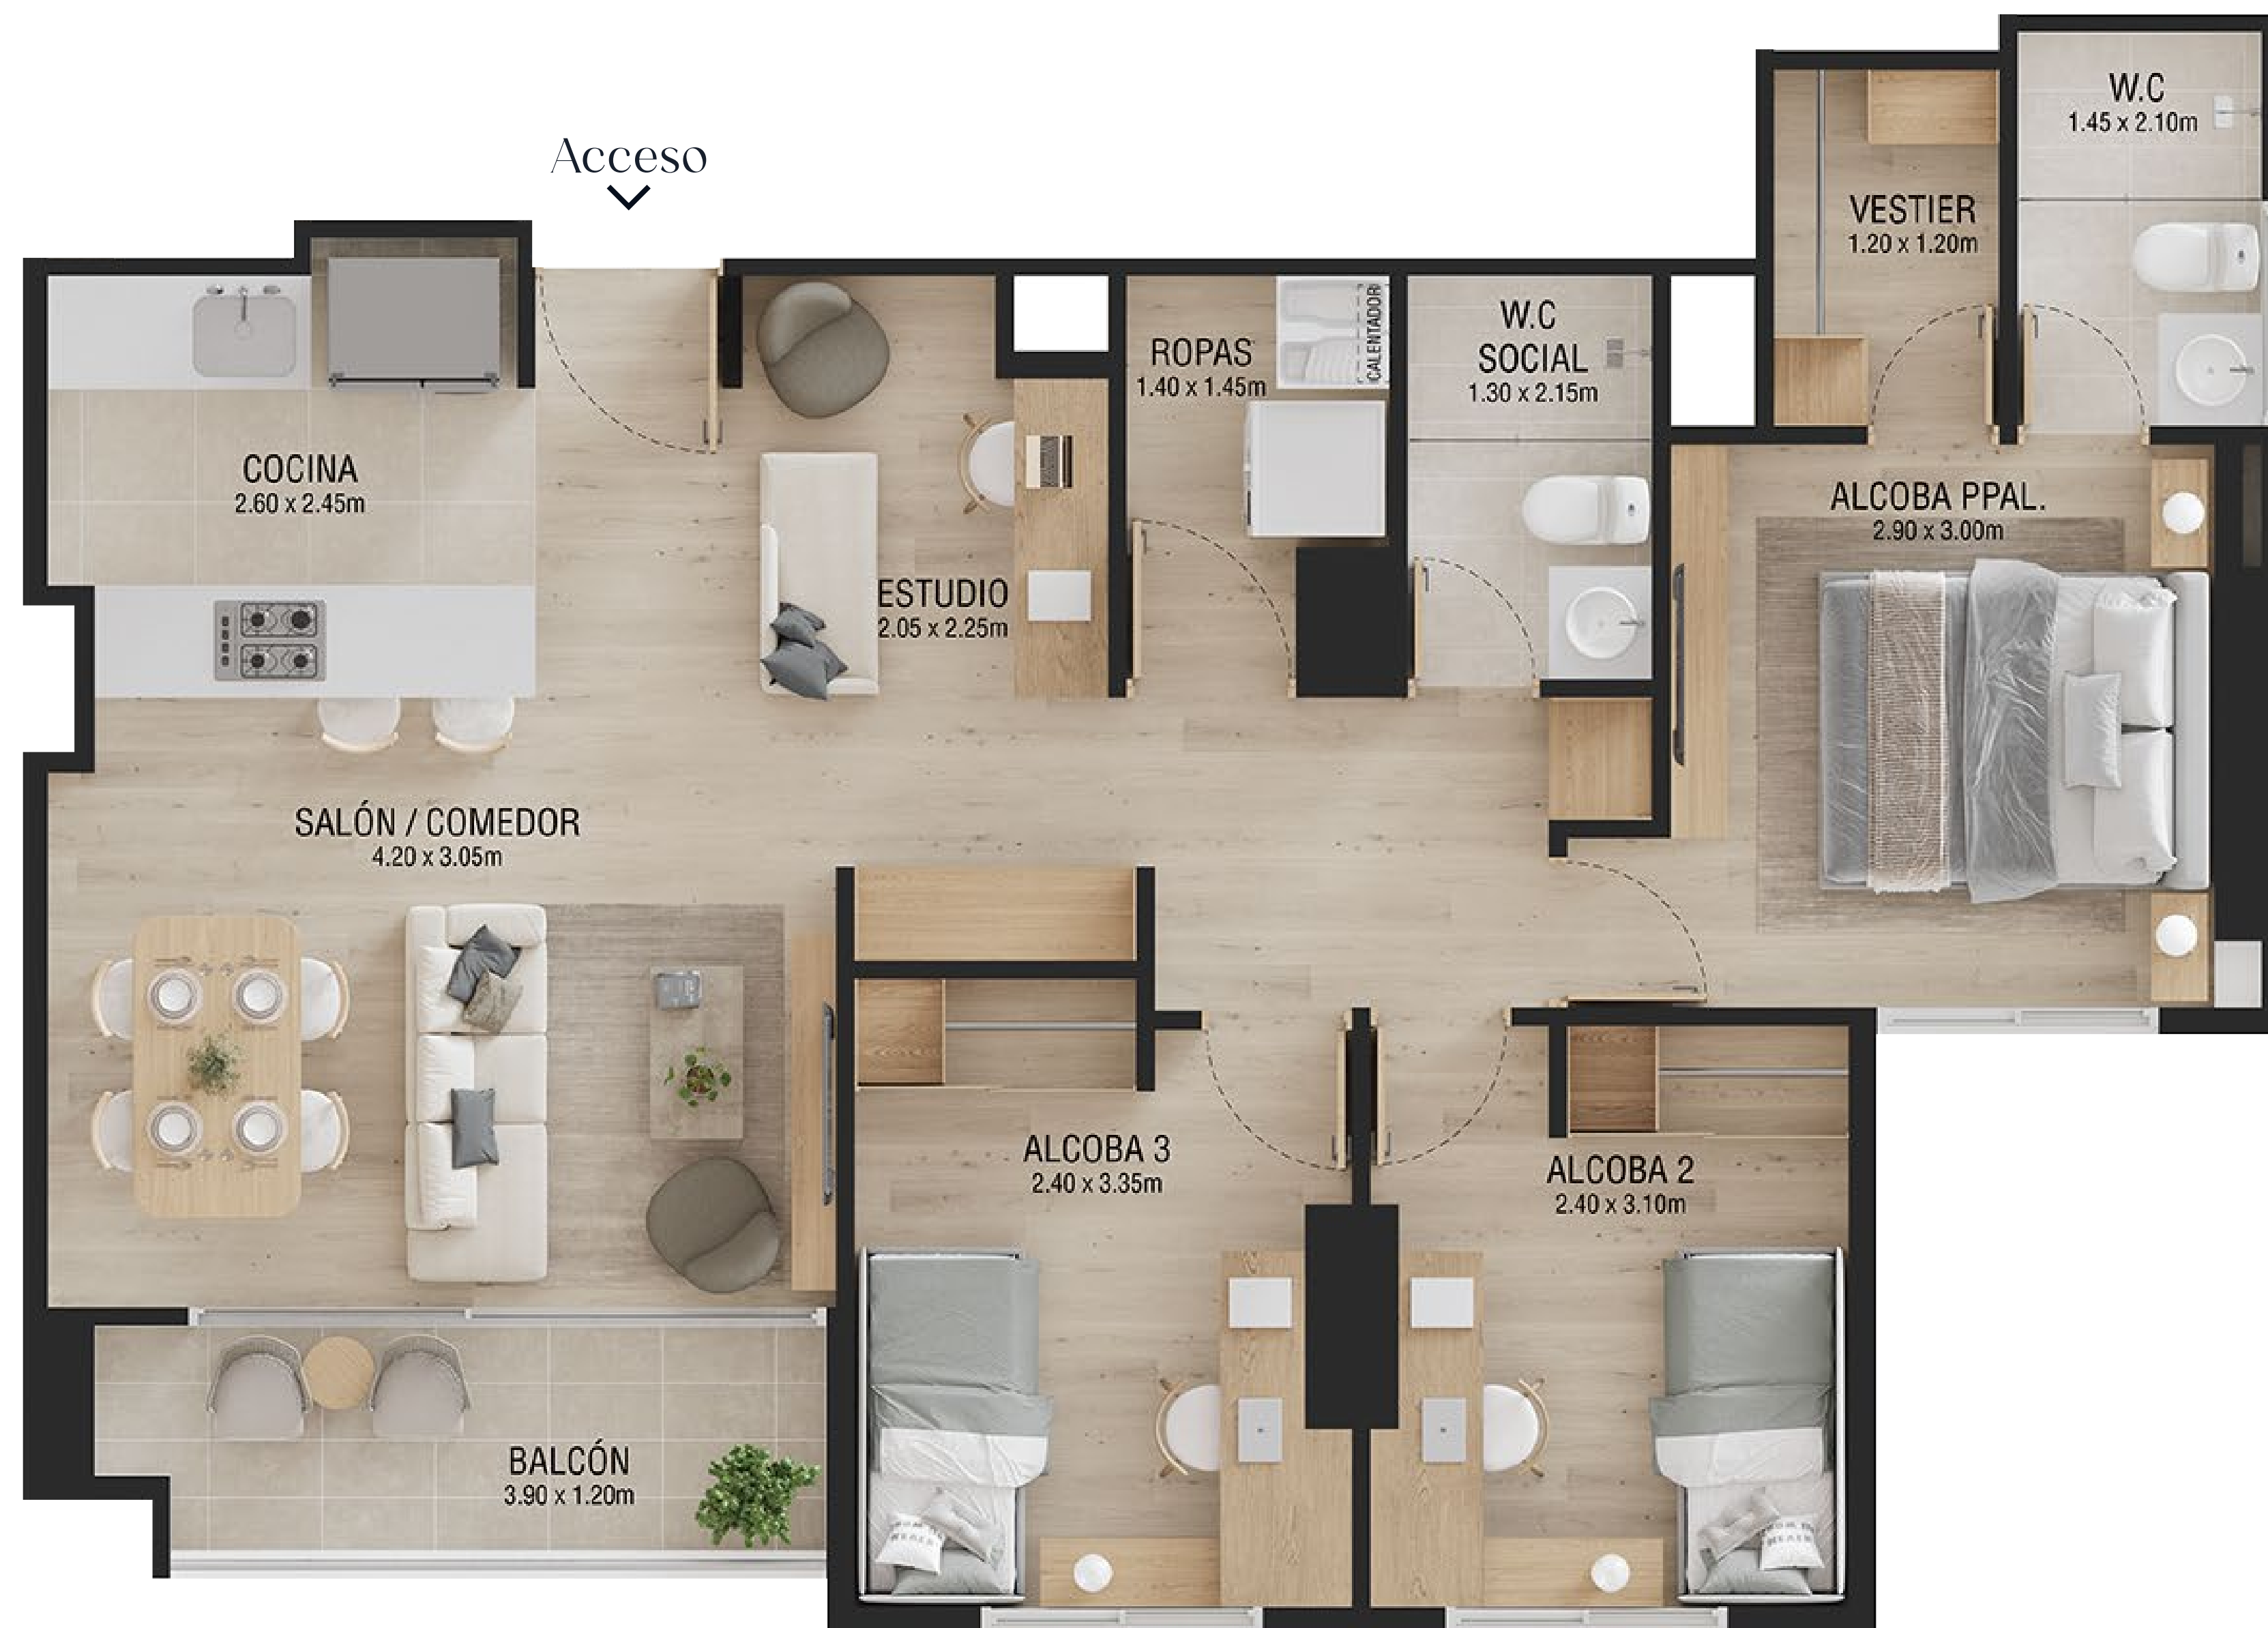 Acceso
W.C
1.45 x 2.10m
VESTIER
1.20 x 1.20m
COCINA
2.60 x 2.45m
ESTUDIO
2.05 x 2.25m
ROPAS
1.40 x 1.45m
CALENTADOR
W.C
SOCIAL
1.30 x 2.15m
ALCOBA PPAL.
2.90 x 3.00m
SALÓN / COMEDOR
4.20 x 3.05m
ALCOBA 3
2.40 x 3.35m
ALCOBA 2
2.40 x 3.10m
BALCÓN
3.90 x 1.20m